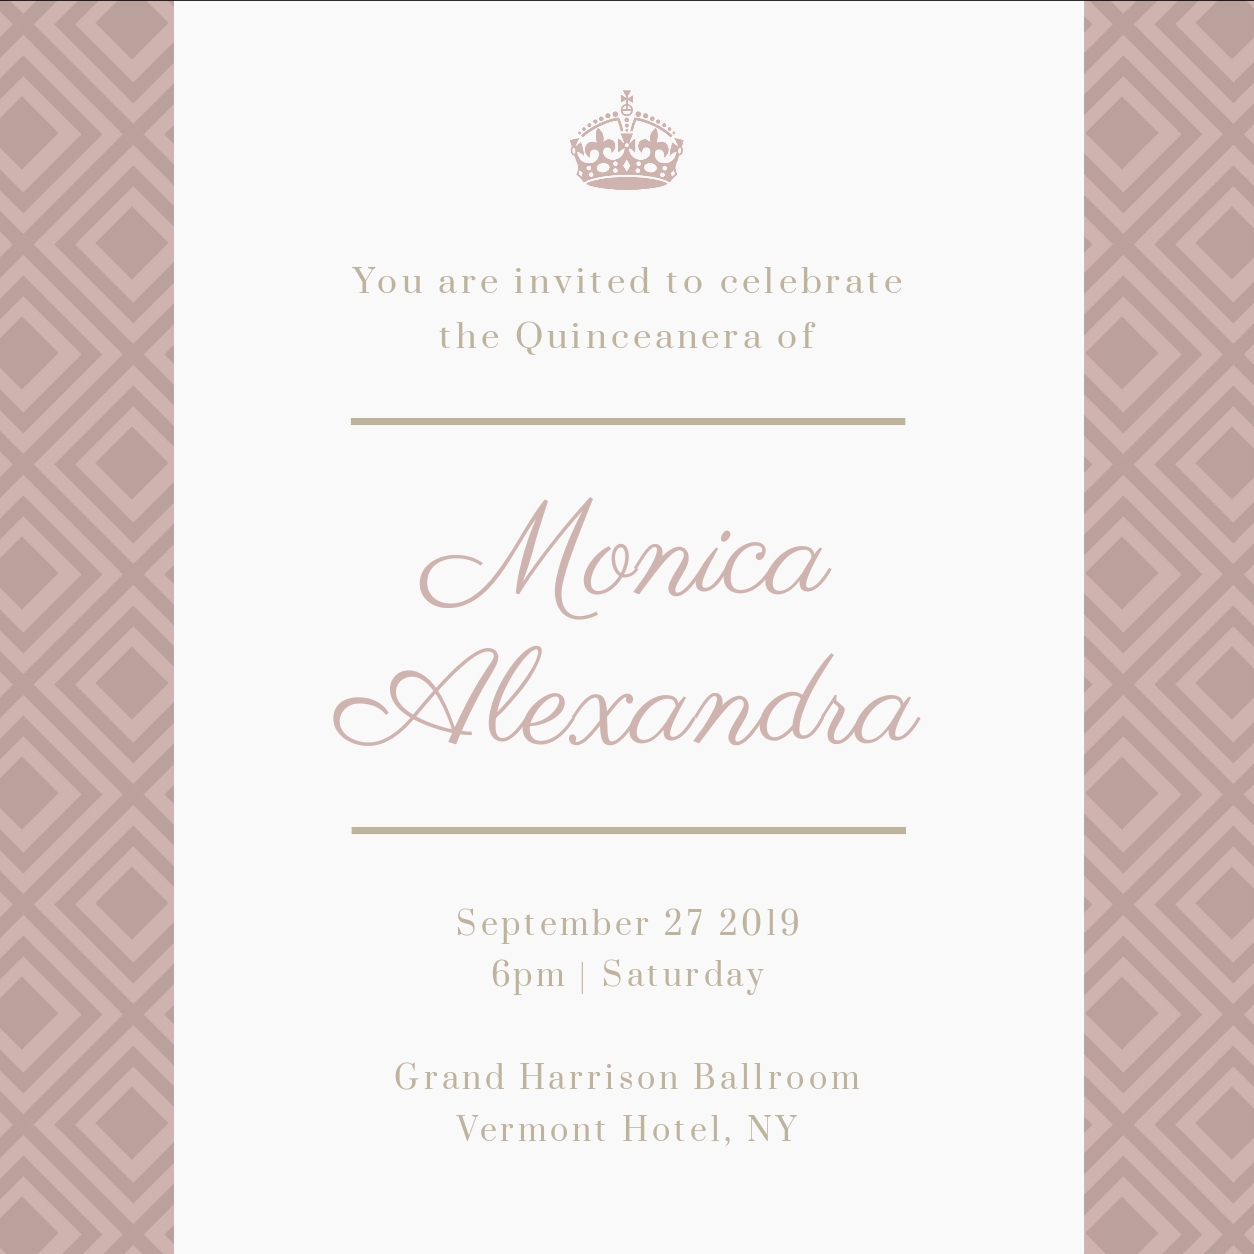 You are invited to celebrate
the Quinceanera of
Monica
Alexandra
September 27 2019
6pm | Saturday
Grand Harrison Ballroom
Vermont Hotel, NY